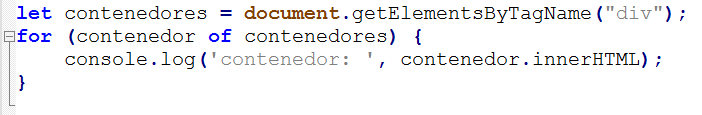 let contenedores = document.getElementsByTagName("div");
for (contenedor of contenedores) {
    console.log('contenedor: ', contenedor.innerHTML);
}